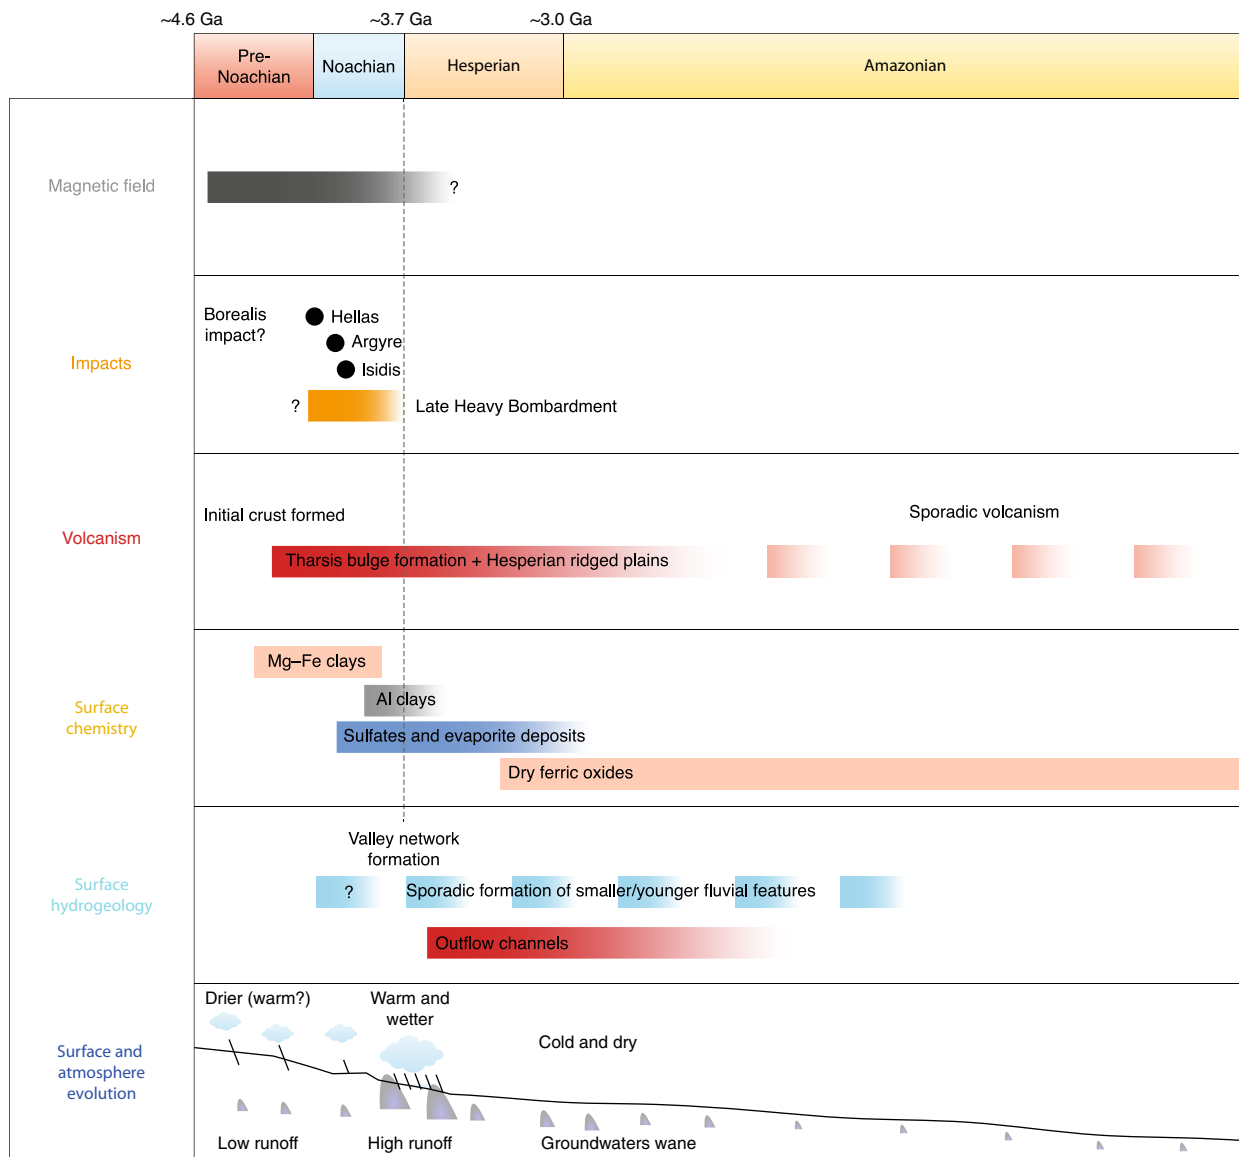 ~4.6 Ga
~3.7 Ga
~3.0 Ga
Pre-
Noachian
Noachian
Hesperian
Amazonian
Magnetic field
?
Impacts
Borealis
impact?
Hellas
Argyre
Isidis
?
Late Heavy Bombardment
Volcanism
Initial crust formed
Sporadic volcanism
Tharsis bulge formation + Hesperian ridged plains
Surface
chemistry
Mg–Fe clays
Al clays
Sulfates and evaporite deposits
Dry ferric oxides
Surface
hydrogeology
Valley network
formation
?
Sporadic formation of smaller/younger fluvial features
Outflow channels
Surface and
atmosphere
evolution
Drier (warm?)
Warm and
wetter
Cold and dry
Low runoff
High runoff
Groundwaters wane